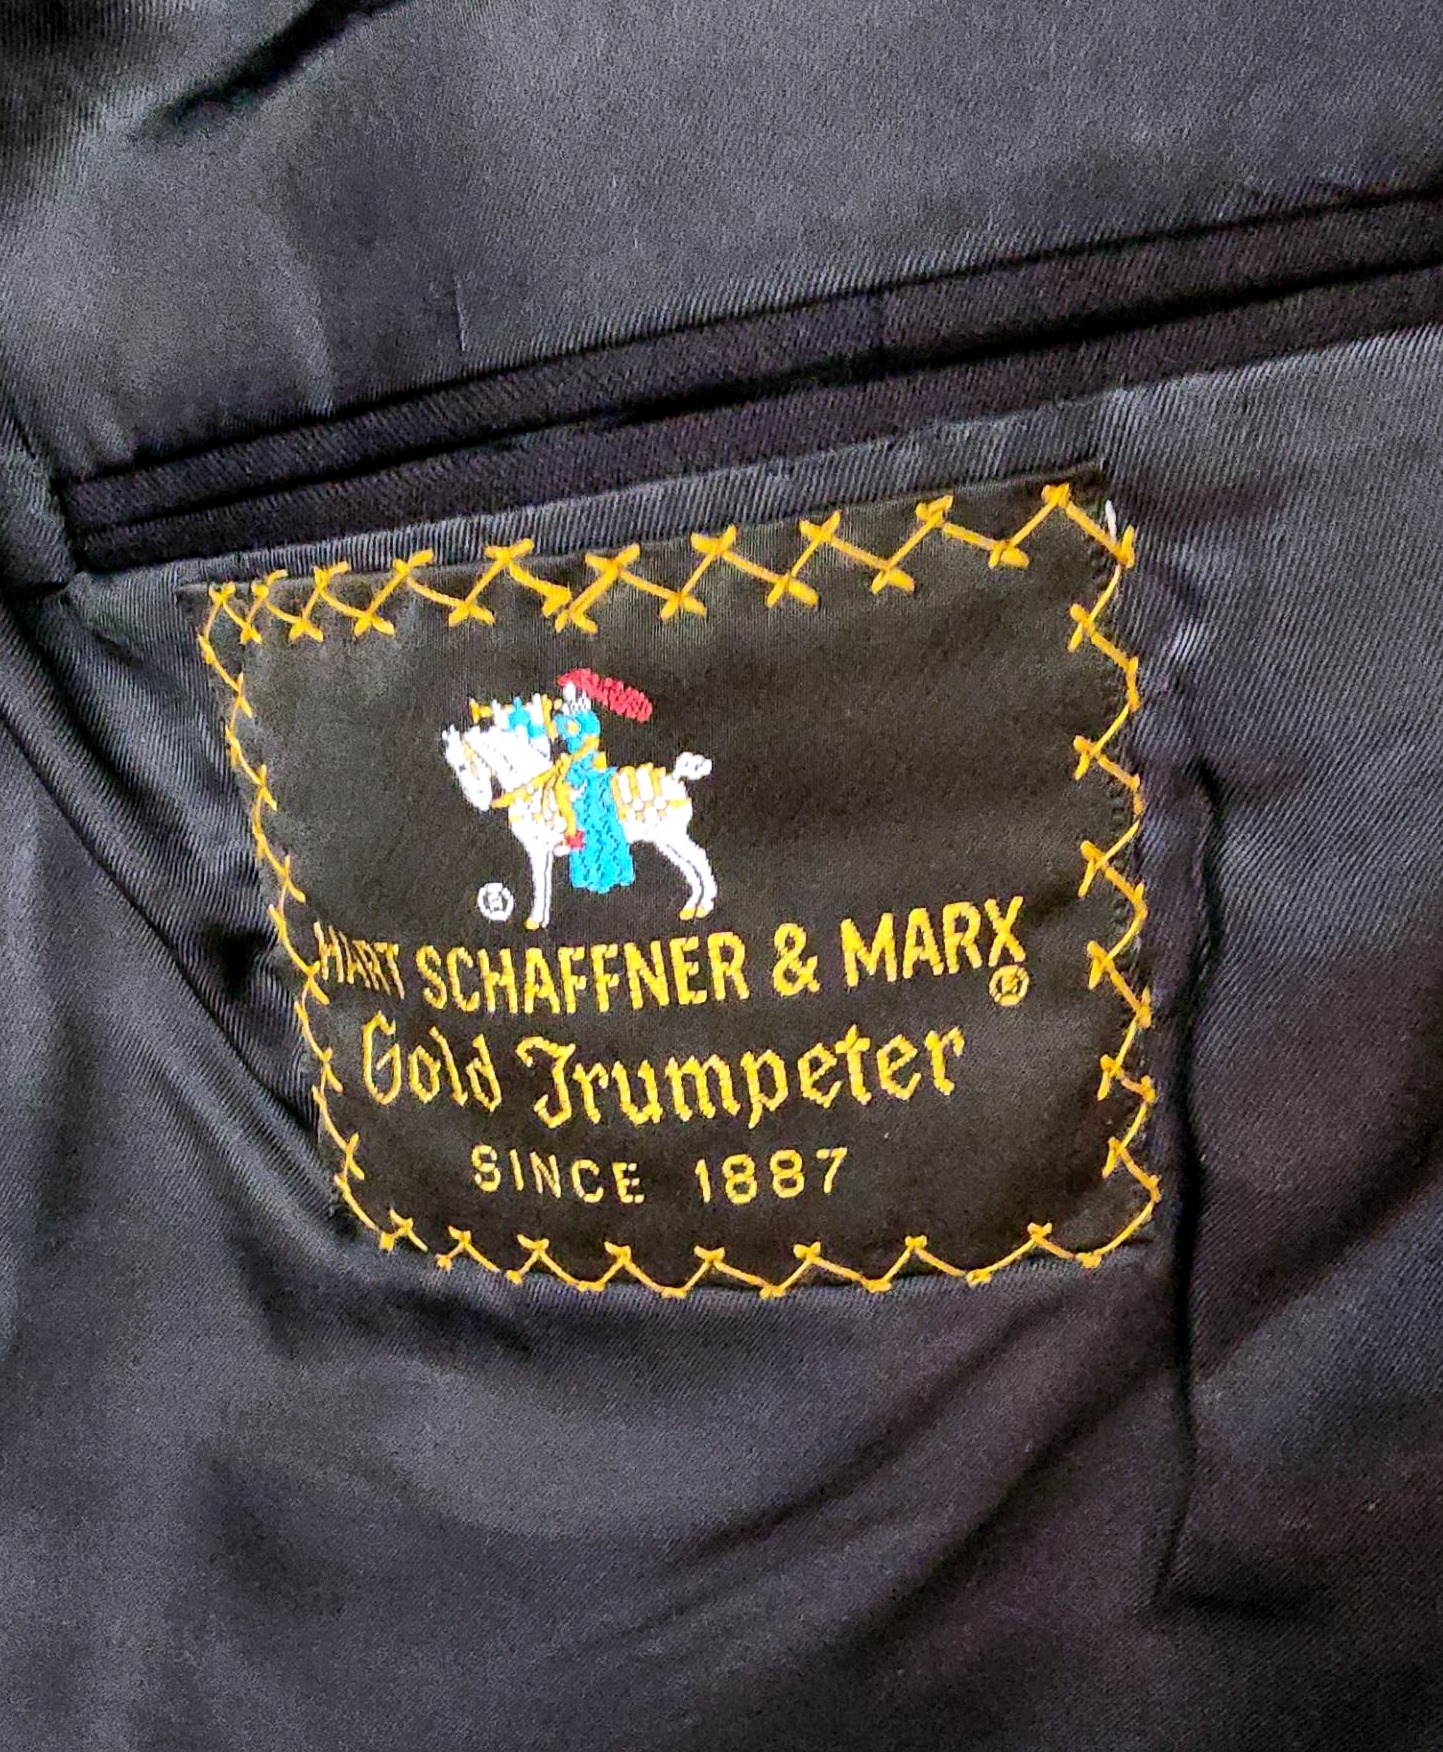 ®
HART SCHAFFNER & MARX
®
Gold Trumpeter
SINCE 1887